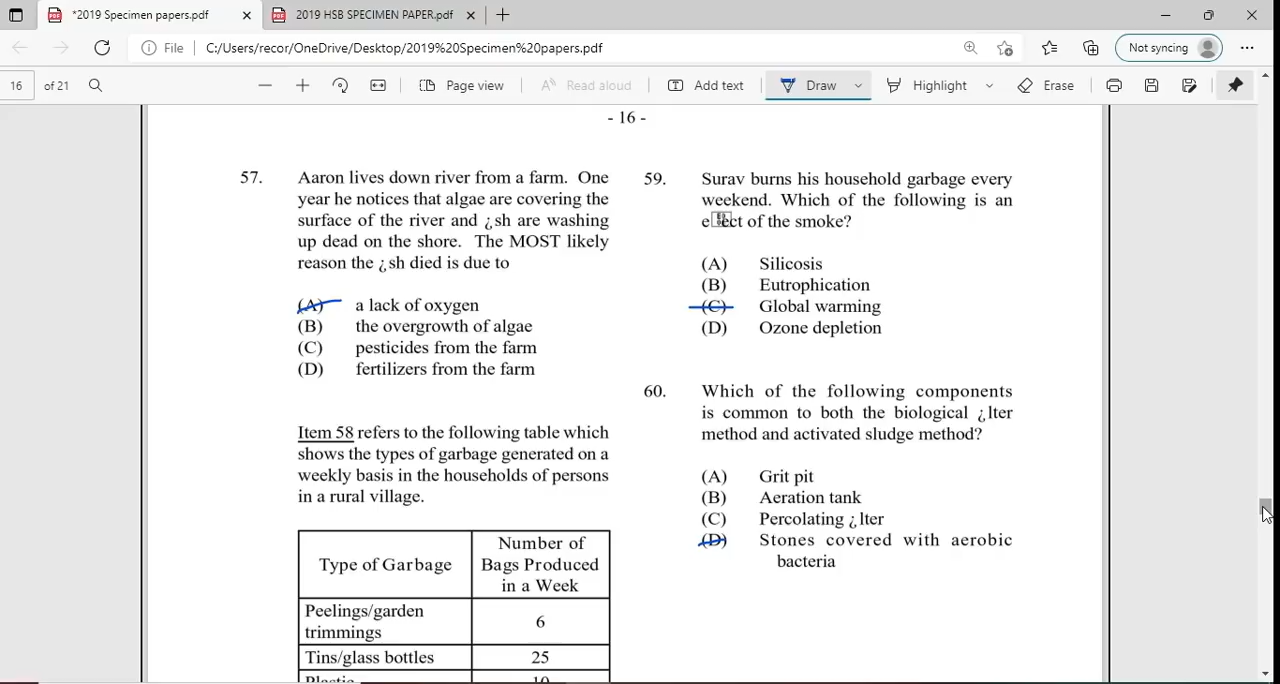 *2019 Specimen papers.pdf
2019 HSB SPECIMEN PAPER.pdf
File
C:/Users/recor/OneDrive/Desktop/2019%20Specimen%20papers.pdf
Not syncing
16 of 21
Page view
Read aloud
Add text
Draw
Highlight
Erase
- 16 -
57. Aaron lives down river from a farm. One
year he notices that algae are covering the
surface of the river and ¿sh are washing
up dead on the shore. The MOST likely
reason the ¿sh died is due to
(A) a lack of oxygen
(B) the overgrowth of algae
(C) pesticides from the farm
(D) fertilizers from the farm
Item 58 refers to the following table which
shows the types of garbage generated on a
weekly basis in the households of persons
in a rural village.
Type of Garbage
Number of
Bags Produced
in a Week
Peelings/garden
trimmings
6
Tins/glass bottles 25
Plastic 10
59. Surav burns his household garbage every
weekend. Which of the following is an
e ect of the smoke?
(A) Silicosis
(B) Eutrophication
(C) Global warming
(D) Ozone depletion
60. Which of the following components
is common to both the biological ¿lter
method and activated sludge method?
(A) Grit pit
(B) Aeration tank
(C) Percolating ¿lter
(D) Stones covered with aerobic
bacteria